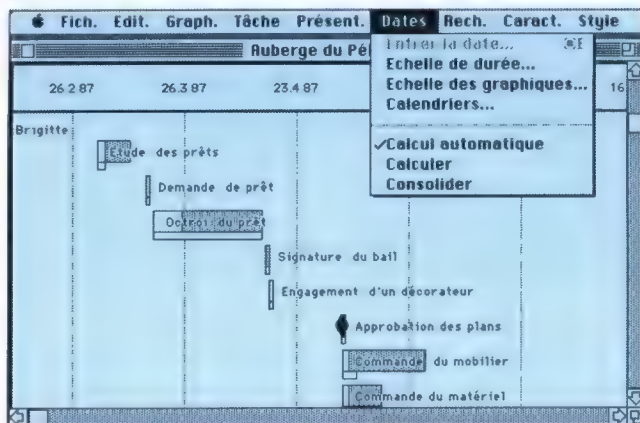 Fich. Edit. Graph. Tâche Présent. Dates Rech. Caract. Style
Auberge du Pé
Entrer la date...
Echelle de durée...
Echelle des graphiques...
Calendriers...
✓Calcul automatique
Calculer
Consolider
26.2.87 26.3.87 23.4.87 16
Brigitte
Etude des prêts
Demande de prêt
Octroi du prêt
Signature du bail
Engagement d'un décorateur
Approbation des plans
Commande du mobilier
Commande du matériel